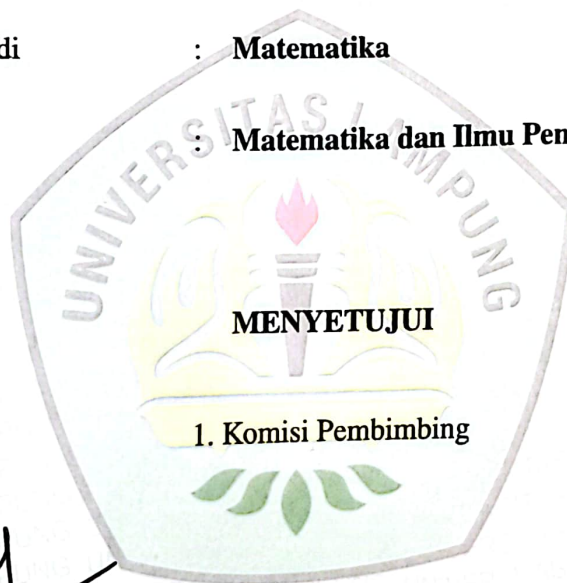 di : Matematika
: Matematika dan Ilmu Pen
UNIVERSITAS LAMPUNG
MENYETUJUI
1. Komisi Pembimbing